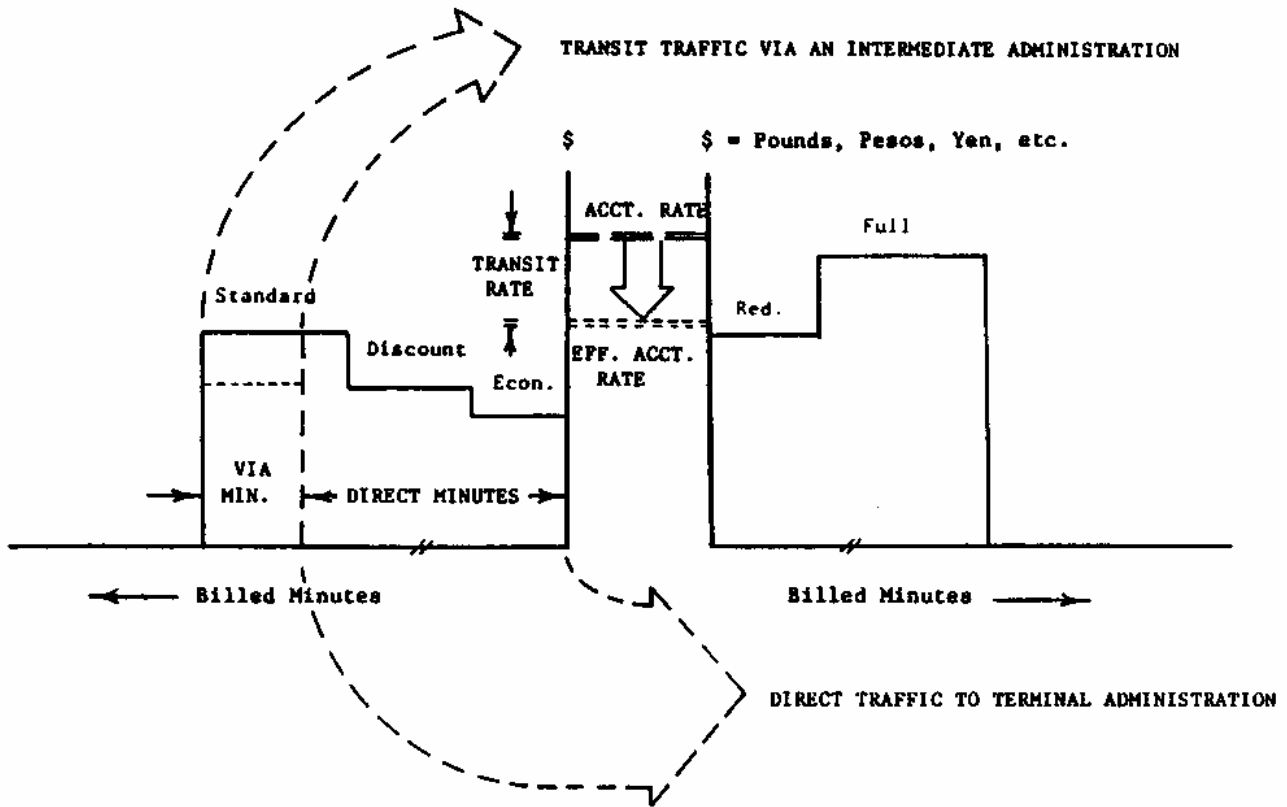 TRANSIT TRAFFIC VIA AN INTERMEDIATE ADMINISTRATION
$
$ = Pounds, Pesos, Yen, etc.
ACCT. RATE
Full
TRANSIT
RATE
Standard
Red.
Discount
EFF. ACCT.
RATE
Econ.
VIA
MIN.
DIRECT MINUTES
Billed Minutes
Billed Minutes
DIRECT TRAFFIC TO TERMINAL ADMINISTRATION